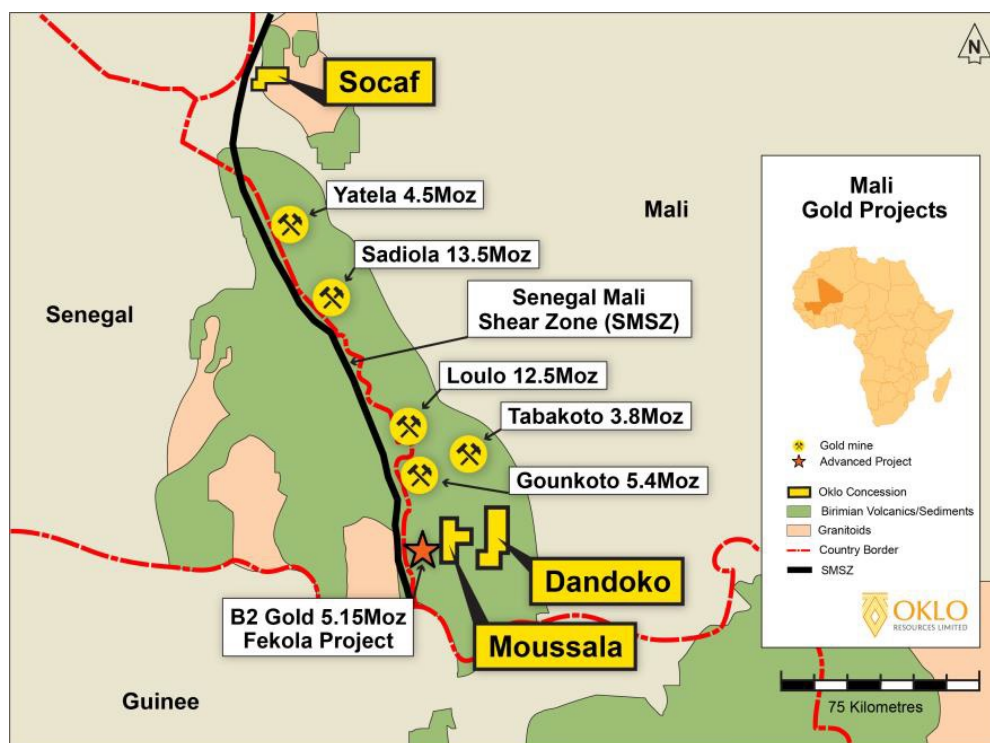 N
Socaf
Yatela 4.5Moz
Mali
Sadiola 13.5Moz
Senegal
Senegal Mali
Shear Zone (SMSZ)
Loulo 12.5Moz
Tabakoto 3.8Moz
Gounkoto 5.4Moz
Dandoko
B2 Gold 5.15Moz
Fekola Project
Moussala
Guinee
Mali
Gold Projects
Gold mine
Advanced Project
Oklo Concession
Birimian Volcanics/Sediments
Granitoids
Country Border
SMSZ
OKLO
RESOURCES LIMITED
75 Kilometres